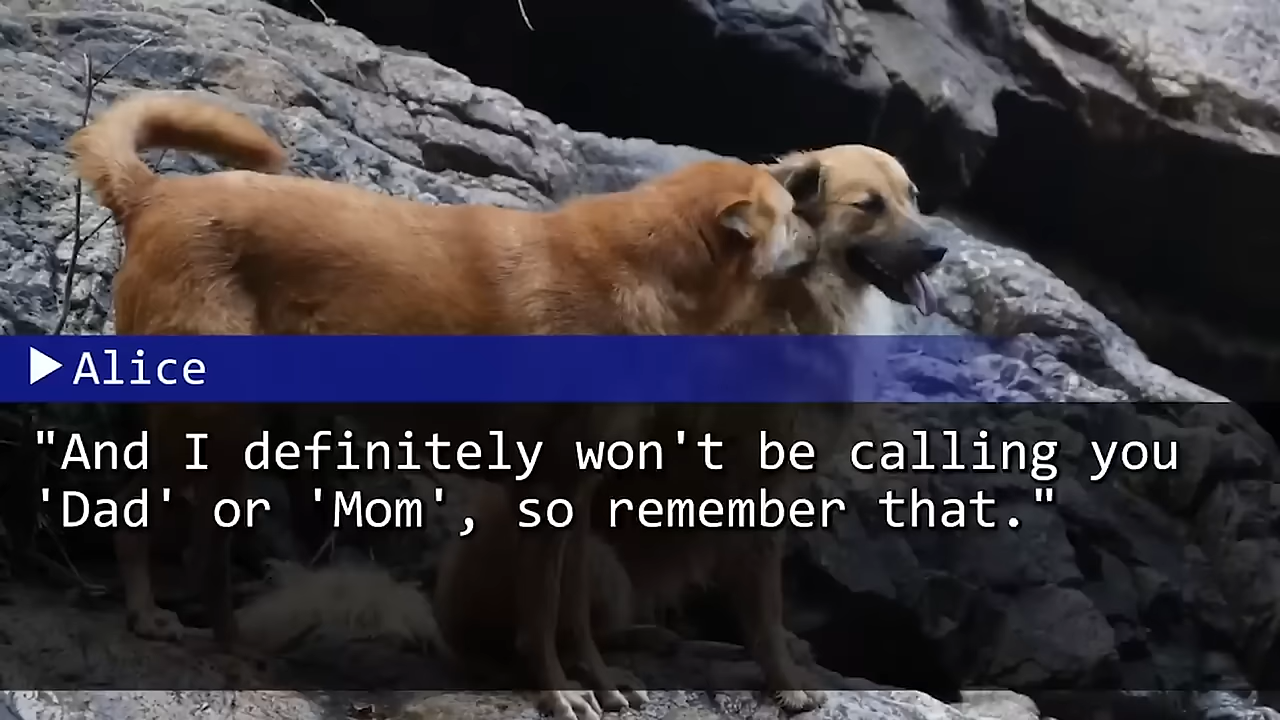 ▶Alice
"And I definitely won't be calling you
'Dad' or 'Mom', so remember that."